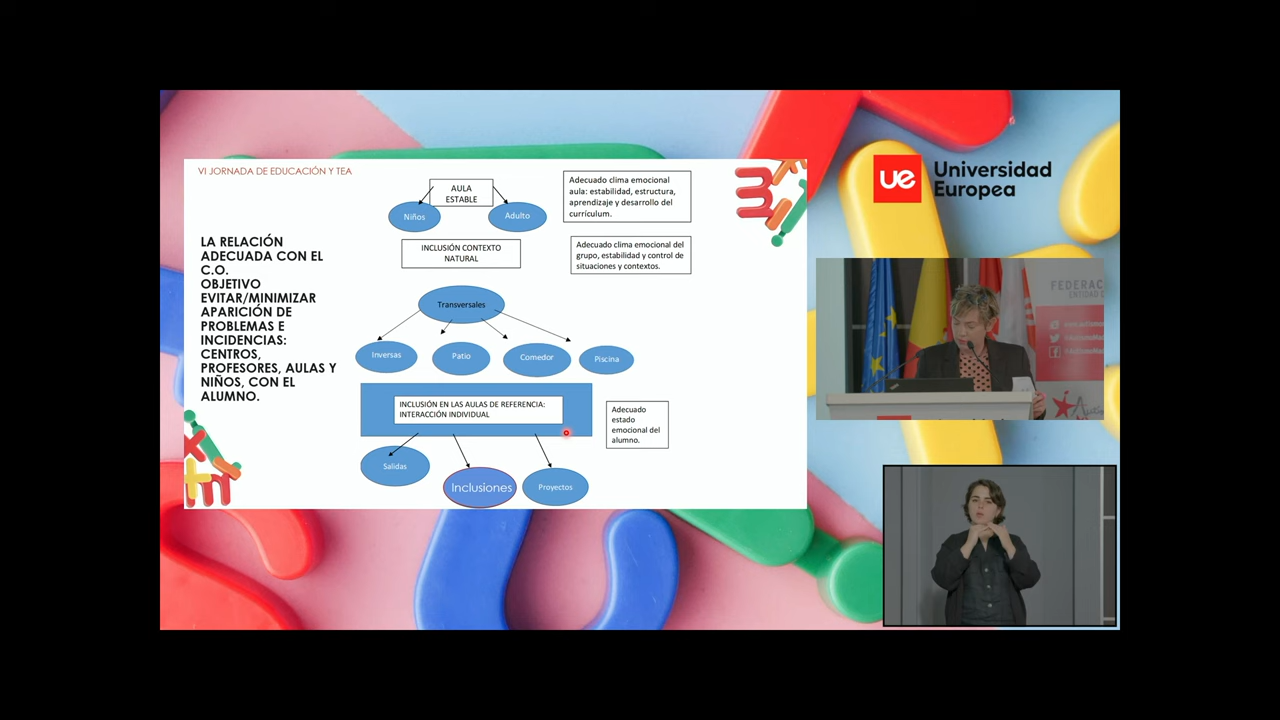 VI JORNADA DE EDUCACIÓN Y TEA
LA RELACIÓN
ADECUADA CON EL
C.O.
OBJETIVO
EVITAR/MINIMIZAR
APARICIÓN DE
PROBLEMAS E
INCIDENCIAS:
CENTROS,
PROFESORES, AULAS Y
NIÑOS, CON EL
ALUMNO.
AULA
ESTABLE
Niños
Adulto
Adecuado clima emocional
aula: estabilidad, estructura,
aprendizaje y desarrollo del
currículum.
INCLUSIÓN CONTEXTO
NATURAL
Adecuado clima emocional del
grupo, estabilidad y control de
situaciones y contextos.
Transversales
Inversas
Patio
Comedor
Piscina
INCLUSIÓN EN LAS AULAS DE REFERENCIA:
INTERACCIÓN INDIVIDUAL
Adecuado
estado
emocional del
alumno.
Salidas
Inclusiones
Proyectos
ue Universidad
Europea
FEDERAC
ENTIDAD D